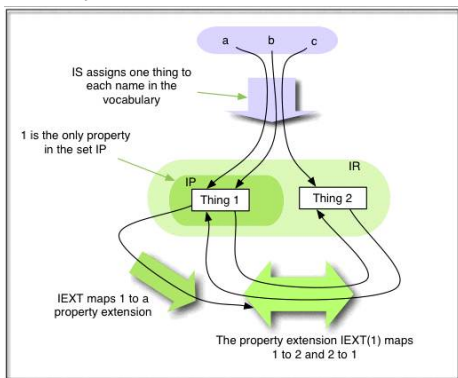 a b c
IS assigns one thing to
each name in the
vocabulary
1 is the only property
in the set IP
IR
IP
Thing 1
Thing 2
IEXT maps 1 to a
property extension
The property extension IEXT(1) maps
1 to 2 and 2 to 1